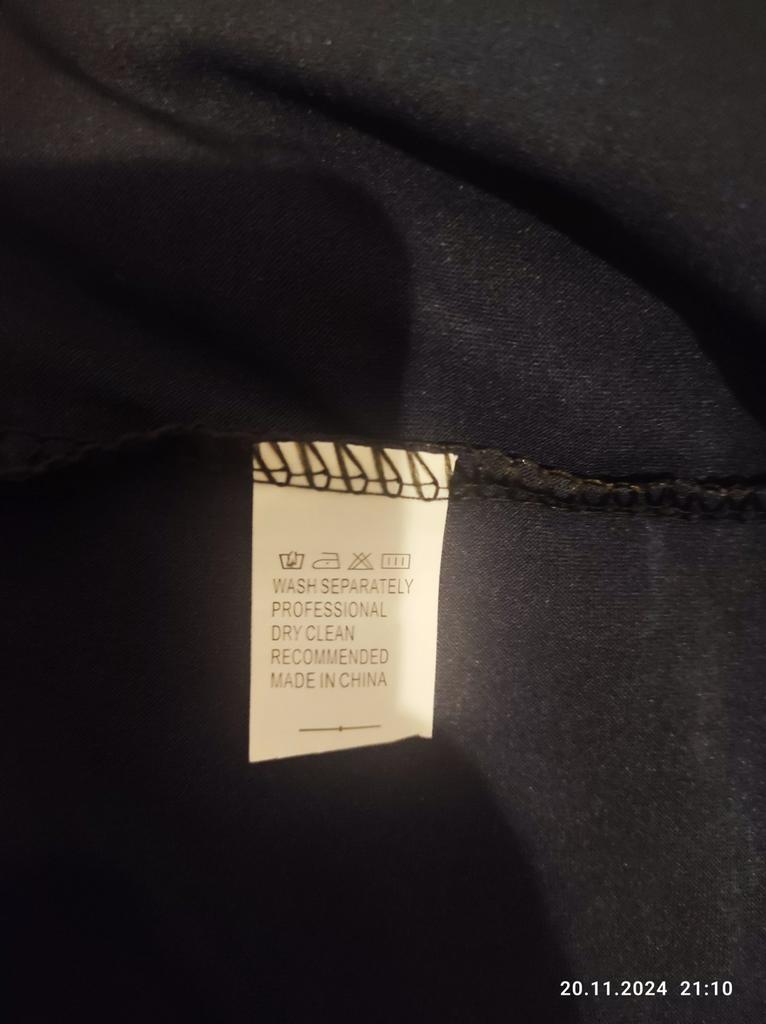 WASH SEPARATELY
PROFESSIONAL
DRY CLEAN
RECOMMENDED
MADE IN CHINA
20.11.2024 21:10